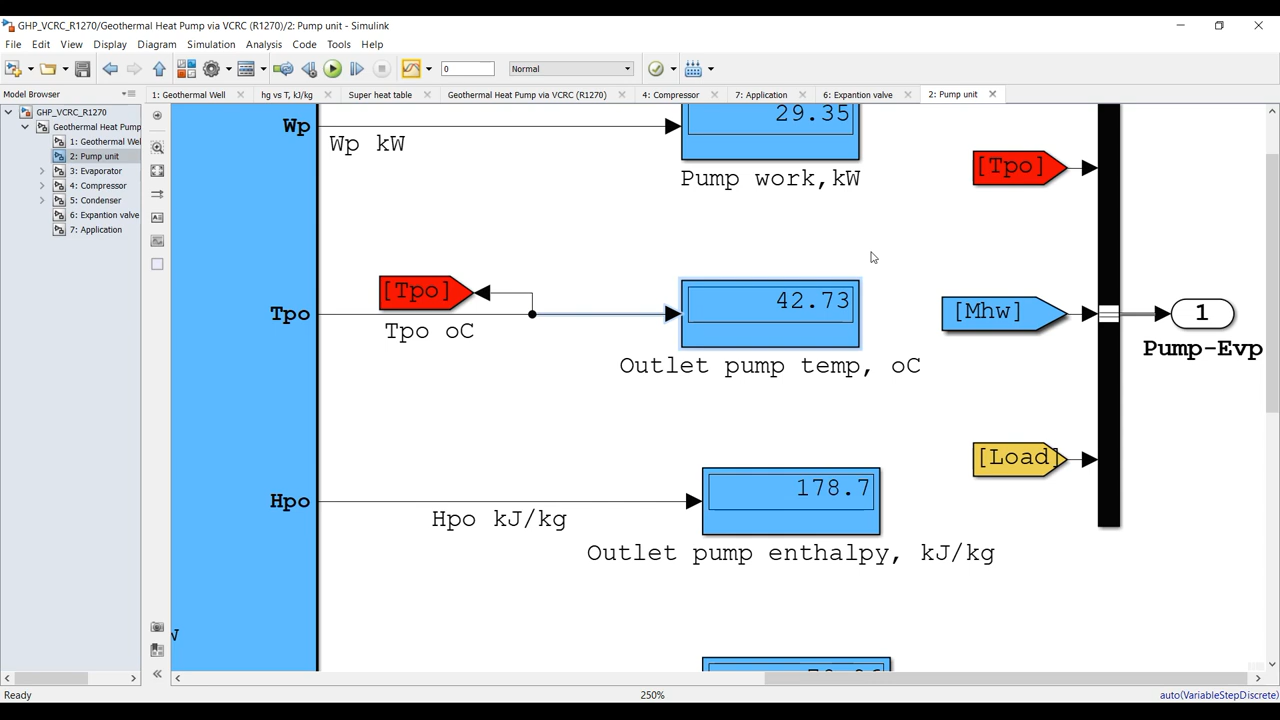 GHP_VCRC_R1270/Geothermal Heat Pump via VCRC (R1270)/2: Pump unit - Simulink
File Edit View Display Diagram Simulation Analysis Code Tools Help
0 Normal
Model Browser
1: Geothermal Well hg vs T, kJ/kg Super heat table Geothermal Heat Pump via VCRC (R1270) 4: Compressor 7: Application 6: Expantion valve 2: Pump unit
GHP_VCRC_R1270
Geothermal Heat Pump
1: Geothermal Wel
2: Pump unit
3: Evaporator
4: Compressor
5: Condenser
6: Expantion valve
7: Application
Wp
Wp kW
29.35
Pump work,kW
[Tpo]
Tpo
[Tpo]
Tpo oC
42.73
Outlet pump temp, oC
[Mhw]
1
Pump-Evp
[Load]
Hpo
Hpo kJ/kg
178.7
Outlet pump enthalpy, kJ/kg
Ready 250% auto(VariableStepDiscrete)